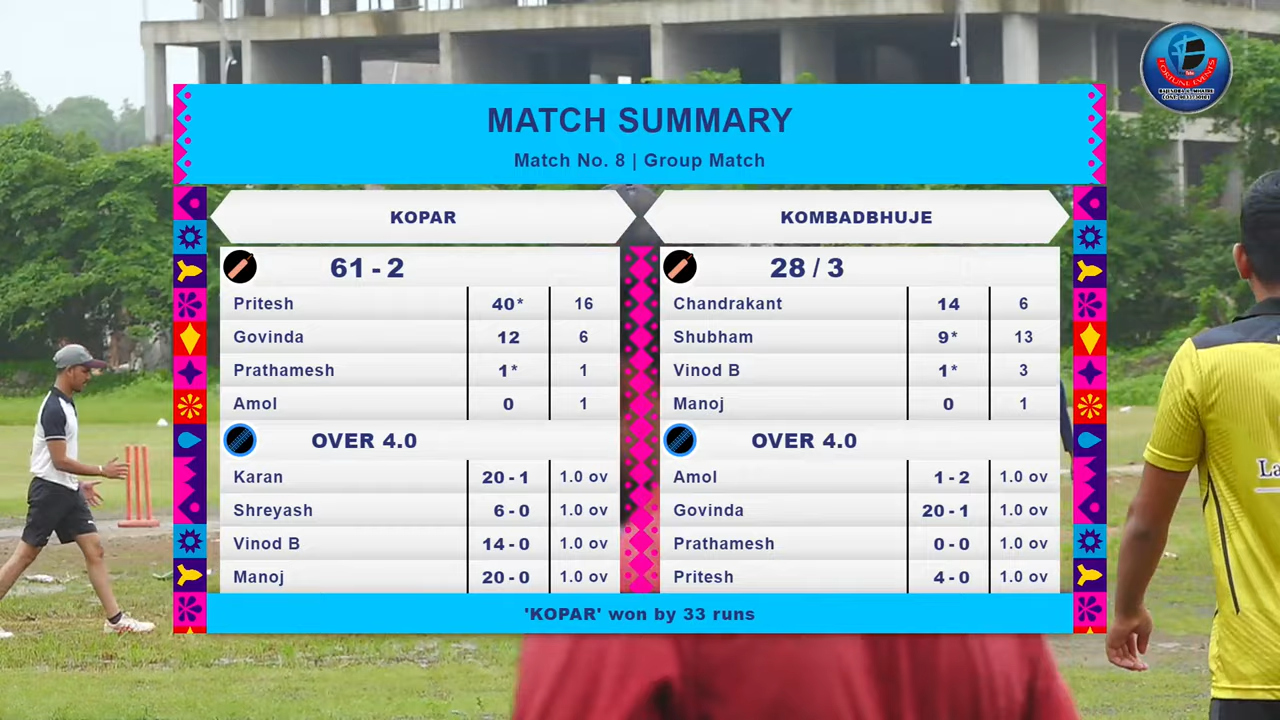 MATCH SUMMARY
Match No. 8 | Group Match
KOPAR
61 - 2
Pritesh 40* 16
Govinda 12 6
Prathamesh 1* 1
Amol 0 1
OVER 4.0
Karan 20 - 1 1.0 ov
Shreyash 6 - 0 1.0 ov
Vinod B 14 - 0 1.0 ov
Manoj 20 - 0 1.0 ov
KOMBADBHUJE
28 / 3
Chandrakant 14 6
Shubham 9* 13
Vinod B 1* 3
Manoj 0 1
OVER 4.0
Amol 1 - 2 1.0 ov
Govinda 20 - 1 1.0 ov
Prathamesh 0 - 0 1.0 ov
Pritesh 4 - 0 1.0 ov
'KOPAR' won by 33 runs
FORTUNE EVENTS
La